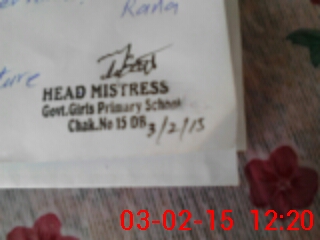 Rana
ture
HEAD MISTRESS
Govt.Girls Primary School
Chak.No 15 DB
3/2/15
03-02-15 12:20